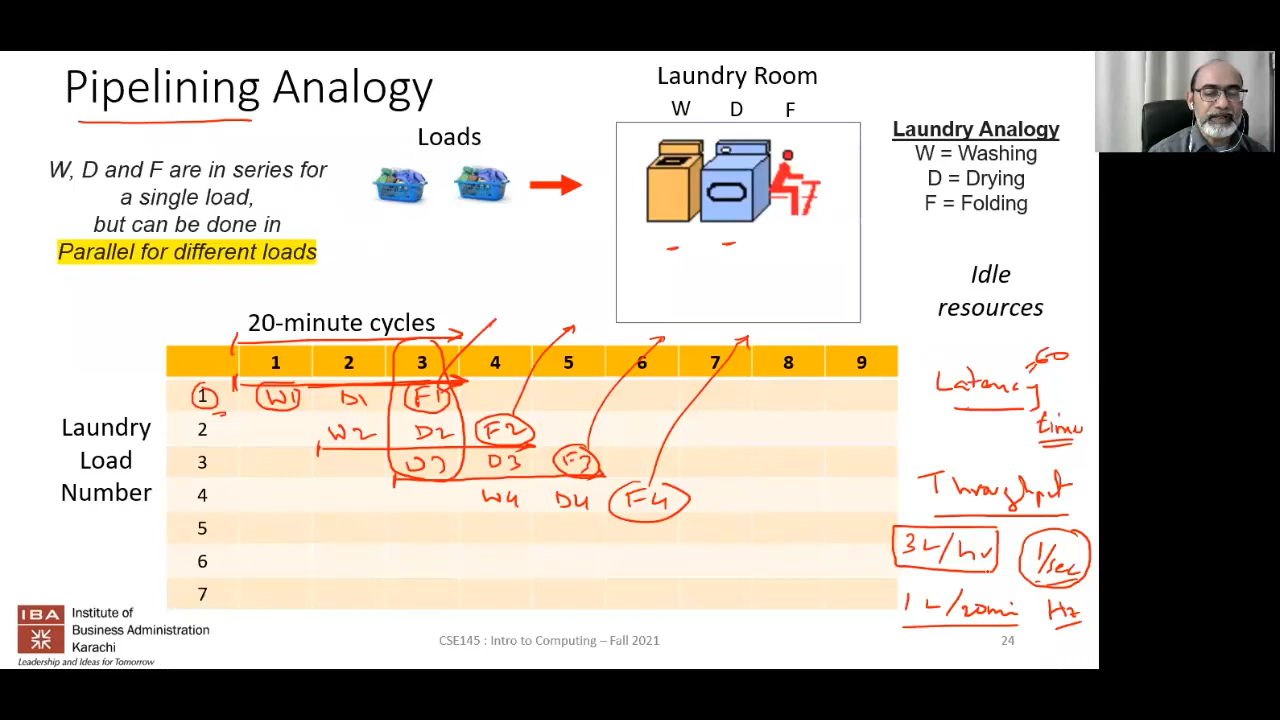 Pipelining Analogy
W, D and F are in series for
a single load,
but can be done in
Parallel for different loads
Loads
Laundry Room
W D F
Laundry Analogy
W = Washing
D = Drying
F = Folding
Idle
resources
20-minute cycles
1 2 3 4 5 6 7 8 9
Laundry
Load
Number
1 W1 D1 F1
2 W2 D2 F2
3 W3 D3 F3
4 W4 D4 F4
5
6
7
Latency 60
time
Throughput
3L/hr 1/sec
1L/20min Hz
IBA
Institute of
Business Administration
Karachi
Leadership and Ideas for Tomorrow
CSE145 : Intro to Computing – Fall 2021
24